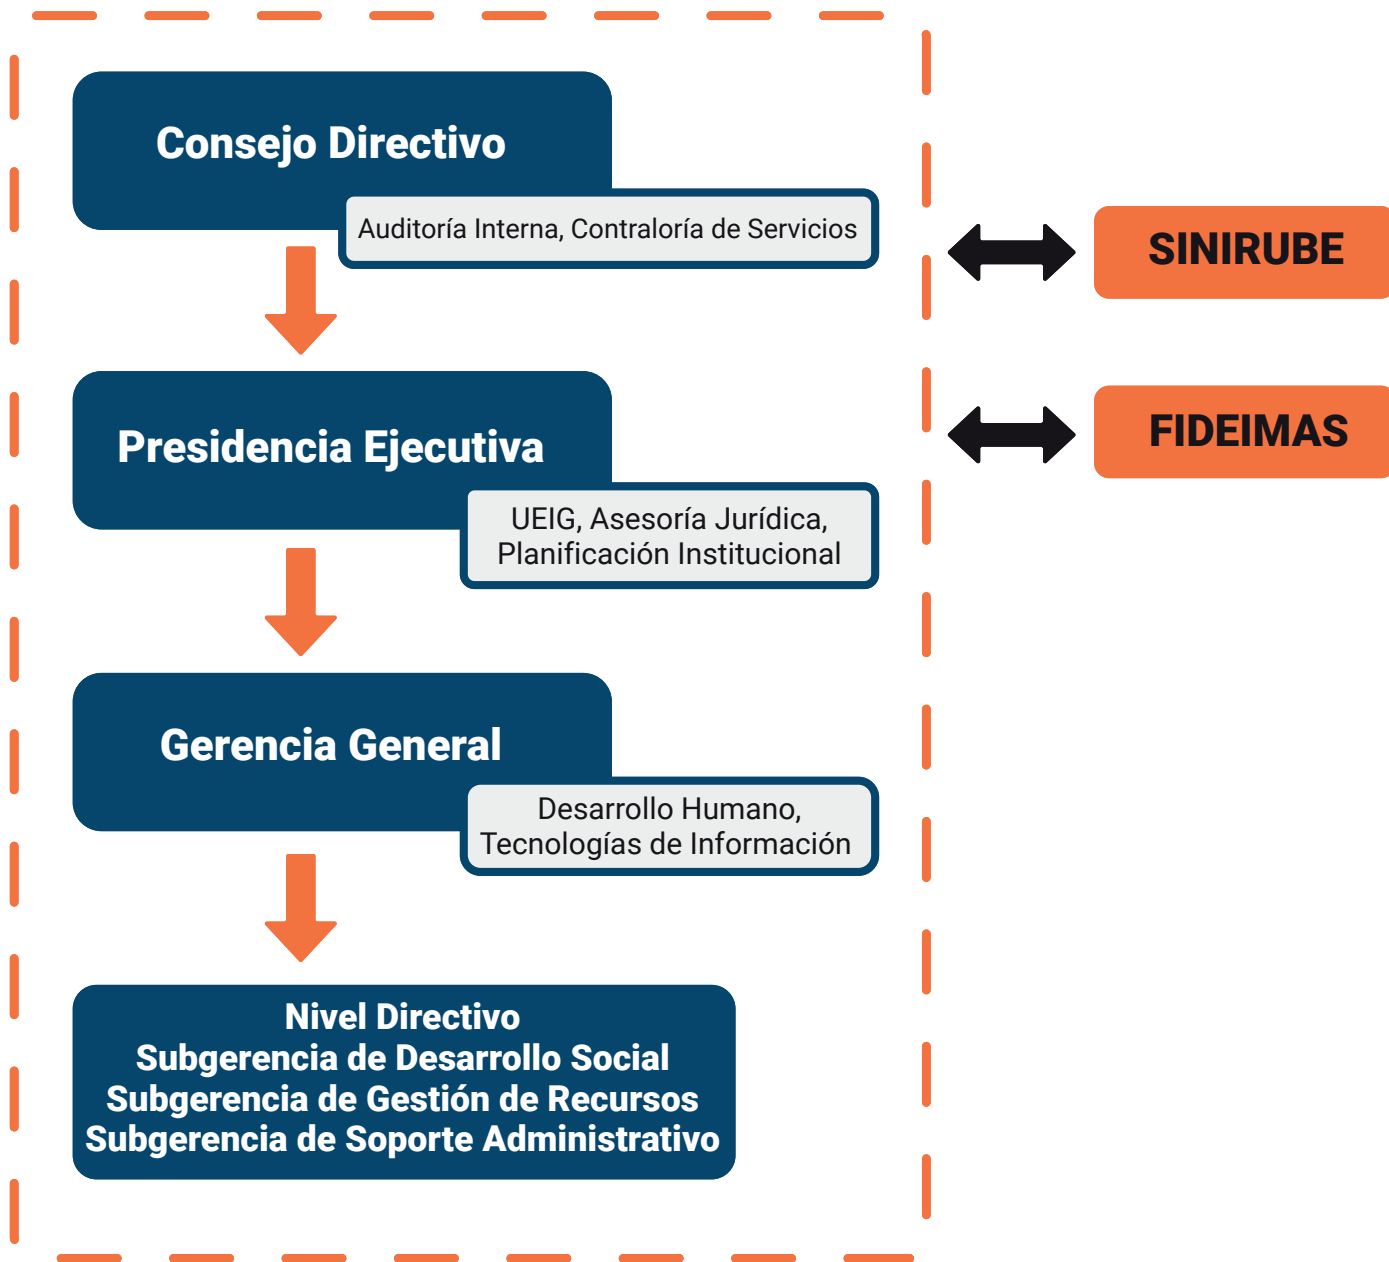 Consejo Directivo
Auditoría Interna, Contraloría de Servicios
SINIRUBE
Presidencia Ejecutiva
FIDEIMAS
UEIG, Asesoría Jurídica,
Planificación Institucional
Gerencia General
Desarrollo Humano,
Tecnologías de Información
Nivel Directivo
Subgerencia de Desarrollo Social
Subgerencia de Gestión de Recursos
Subgerencia de Soporte Administrativo